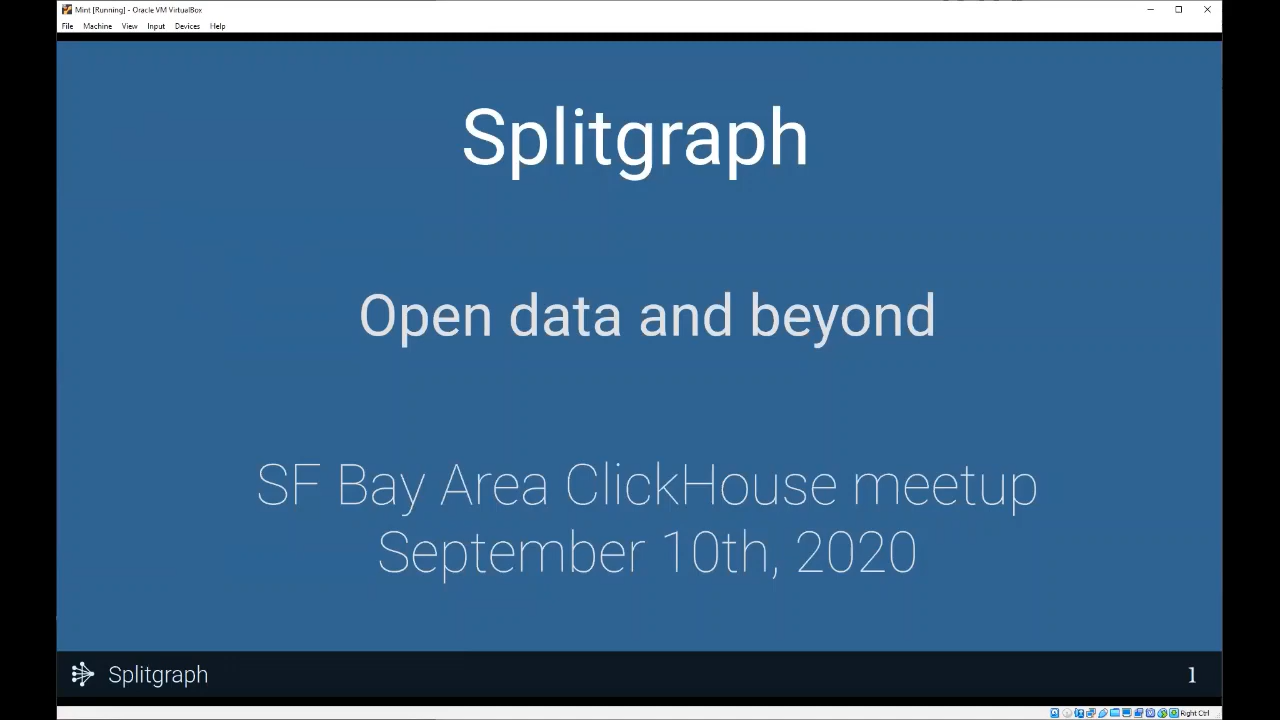 Mint [Running] - Oracle VM VirtualBox
File Machine View Input Devices Help
Splitgraph
Open data and beyond
SF Bay Area ClickHouse meetup
September 10th, 2020
Splitgraph
1
Right Ctrl